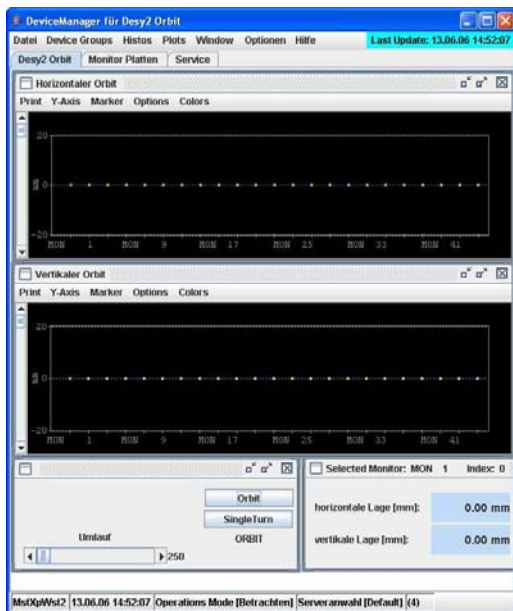 DeviceManager für Desy2 Orbit
Datei Device Groups Histos Plots Window Optionen Hilfe Last Update: 13.06.06 14:52:07
Desy2 Orbit Monitor Platten Service
Horizontaler Orbit
Print Y-Axis Marker Options Colors
20
mm 0
-20
MON 1 MON 9 MON 17 MON 25 MON 33 MON 41
Vertikaler Orbit
Print Y-Axis Marker Options Colors
20
mm 0
-20
MON 1 MON 9 MON 17 MON 25 MON 33 MON 41
Selected Monitor: MON 1 Index: 0
Orbit
SingleTurn
Umlauf ORBIT
250
horizontale Lage [mm]: 0.00 mm
vertikale Lage [mm]: 0.00 mm
MstXpWst2 13.06.06 14:52:07 Operations Mode [Betrachten] Serveranwahl [Default] (4)